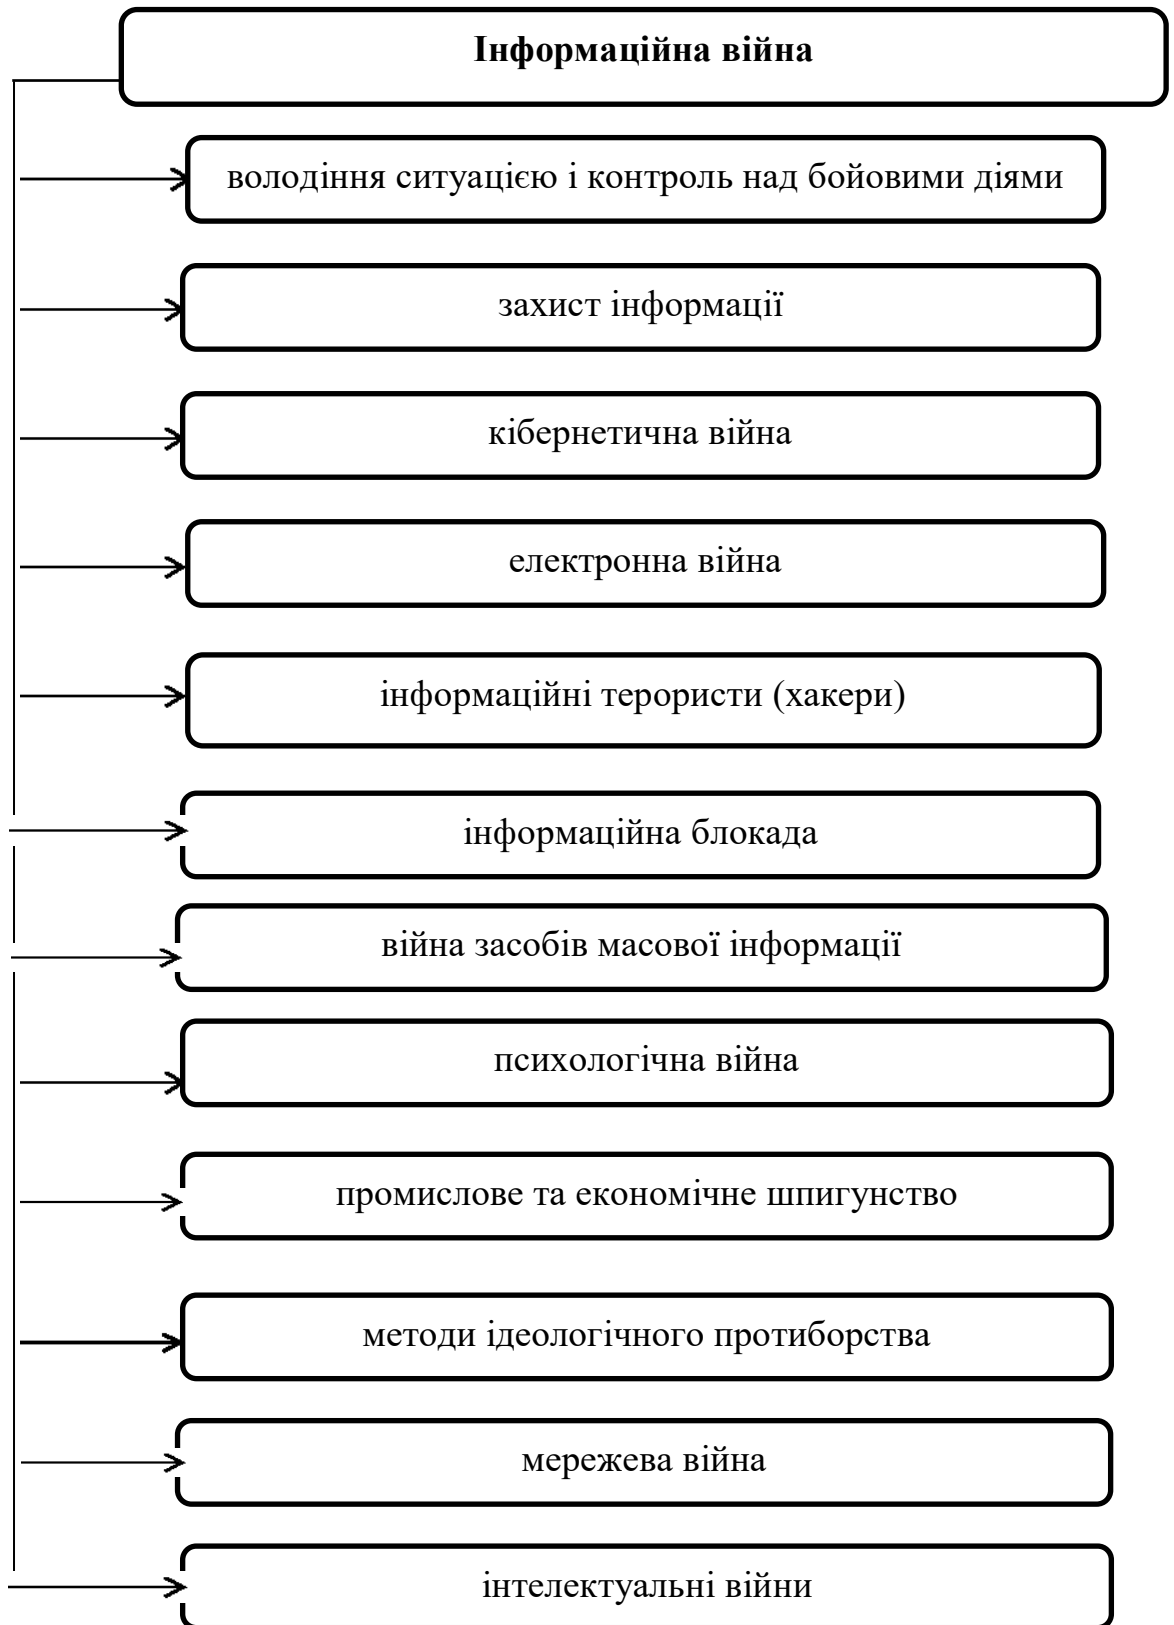 Інформаційна війна
володіння ситуацією і контроль над бойовими діями
захист інформації
кібернетична війна
електронна війна
інформаційні терористи (хакери)
інформаційна блокада
війна засобів масової інформації
психологічна війна
промислове та економічне шпигунство
методи ідеологічного протиборства
мережева війна
інтелектуальні війни